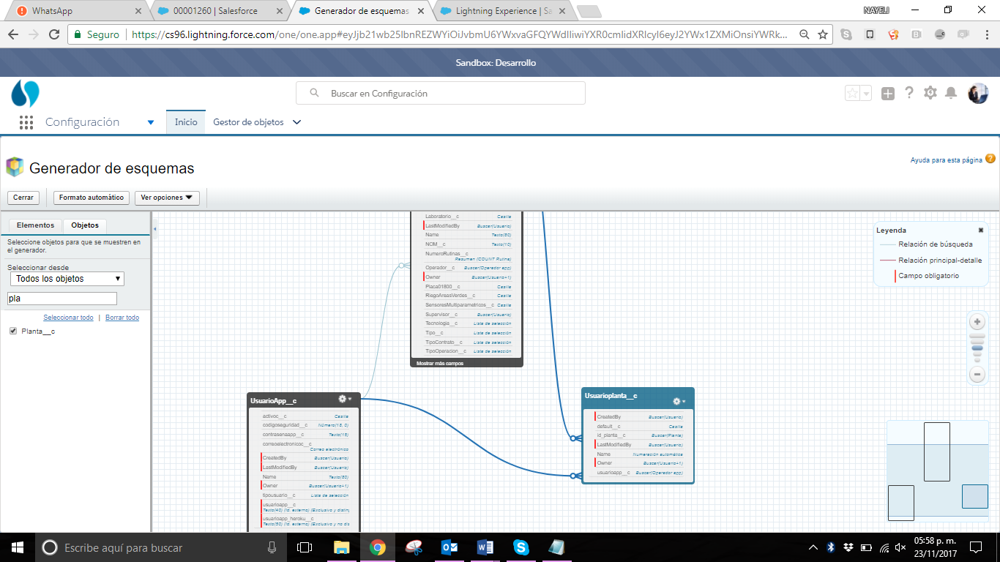 WhatsApp
00001260 | Salesforce
Generador de esquemas
Lightning Experience | Sa
NAYELI
Seguro
https://cs96.lightning.force.com/one/one.app#eyJjb21wb25lbnREZWYiOiJvbmU6YWxvaGFQYWdlIiwiYXR0cmlidXRlcyI6eyJ2YWx1ZXMiOnsiYWRk...
Sandbox: Desarrollo
Buscar en Configuración
Configuración
Inicio
Gestor de objetos
Generador de esquemas
Ayuda para esta página
Cerrar
Formato automático
Ver opciones
Elementos
Objetos
Seleccione objetos para que se muestren en
el generador.
Seleccionar desde
Todos los objetos
pla
Seleccionar todo | Borrar todo
Planta__c
Laboratorio__c Casilla
LastModifiedBy Buscar(Usuario)
Name Texto(80)
NOM__c Texto(10)
NumeroRutinas__c
Resumen (COUNT Rutina)
Operador__c Buscar(Operador app)
Owner Buscar(Usuario+1)
Placa01800__c Casilla
RiegoAreasVerdes__c Casilla
SensoresMultiparametricos__c Casilla
Supervisor__c Buscar(Usuario)
Tecnologia__c Liste de selección
Tipo__c Liste de selección
TipoContrato__c Liste de selección
TipoOperacion__c Liste de selección
Mostrar más campos
UsuarioApp__c
activoc__c Casilla
codigoseguridad__c Número(18, 0)
contrasenaapp__c Texto(15)
correoelectronicoc__c
Correo electrónico
CreatedBy Buscar(Usuario)
LastModifiedBy Buscar(Usuario)
Name Texto(80)
Owner Buscar(Usuario+1)
tipousuario__c Liste de selección
usuarioapp__c
Texto(40) (Id. externo) (Exclusivo y distin
usuarioapp_heroku__c
Texto(50) (Id. externo) (Exclusivo y no dis
Usuarioplanta__c
CreatedBy Buscar(Usuario)
default__c Casilla
id_planta__c Buscar(Planta)
LastModifiedBy Buscar(Usuario)
Name Numeración automática
Owner Buscar(Usuario+1)
usuarioapp__c Buscar(Operador app)
Leyenda
Relación de búsqueda
Relación principal-detalle
Campo obligatorio
Escribe aquí para buscar
05:58 p. m.
23/11/2017